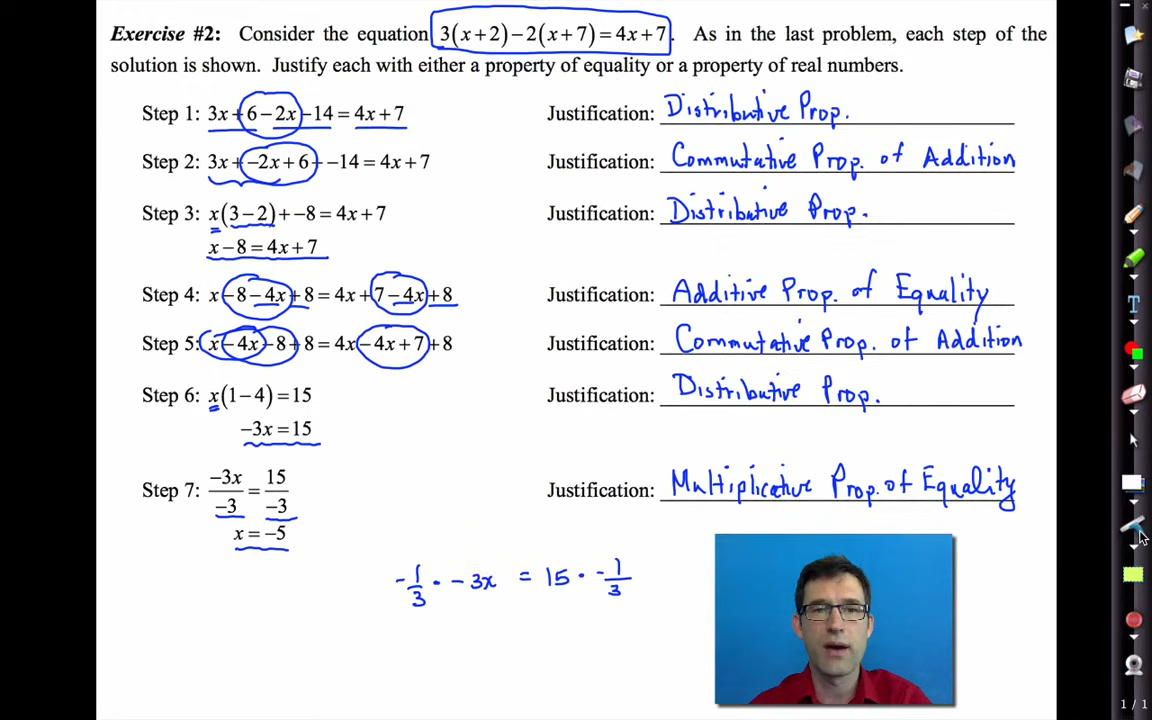 Exercise #2: Consider the equation 3(x+2)−2(x+7)=4x+7. As in the last problem, each step of the
solution is shown. Justify each with either a property of equality or a property of real numbers.
Step 1: 3x+6−2x−14=4x+7 Justification: Distributive Prop.
Step 2: 3x+−2x+6+−14=4x+7 Justification: Commutative Prop. of Addition
Step 3: x(3−2)+−8=4x+7 Justification: Distributive Prop.
x−8=4x+7
Step 4: x−8−4x+8=4x+7−4x+8 Justification: Additive Prop. of Equality
Step 5: x−4x−8+8=4x−4x+7+8 Justification: Commutative Prop. of Addition
Step 6: x(1−4)=15 Justification: Distributive Prop.
−3x=15
Step 7: −3x/−3=15/−3 Justification: Multiplicative Prop. of Equality
x=−5
−1/3 · −3x = 15 · −1/3
T
1 / 1